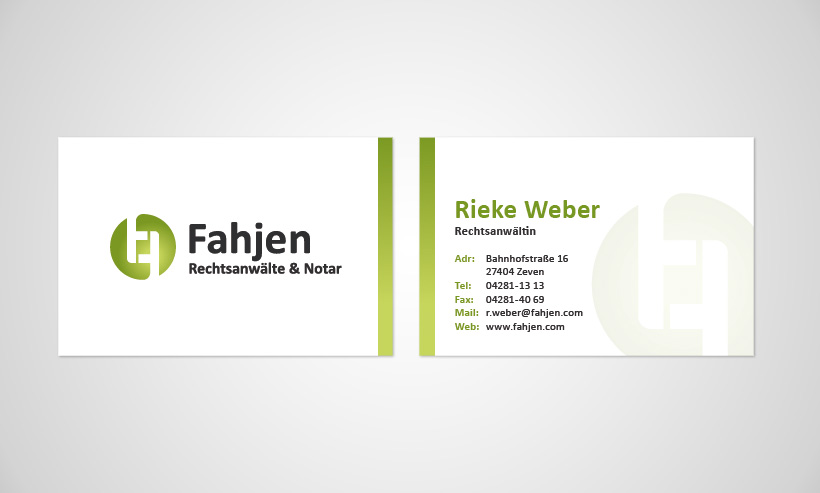 Fahjen
Rechtsanwälte & Notar
Rieke Weber
Rechtsanwältin
Adr: Bahnhofstraße 16
27404 Zeven
Tel: 04281-13 13
Fax: 04281-40 69
Mail: r.weber@fahjen.com
Web: www.fahjen.com